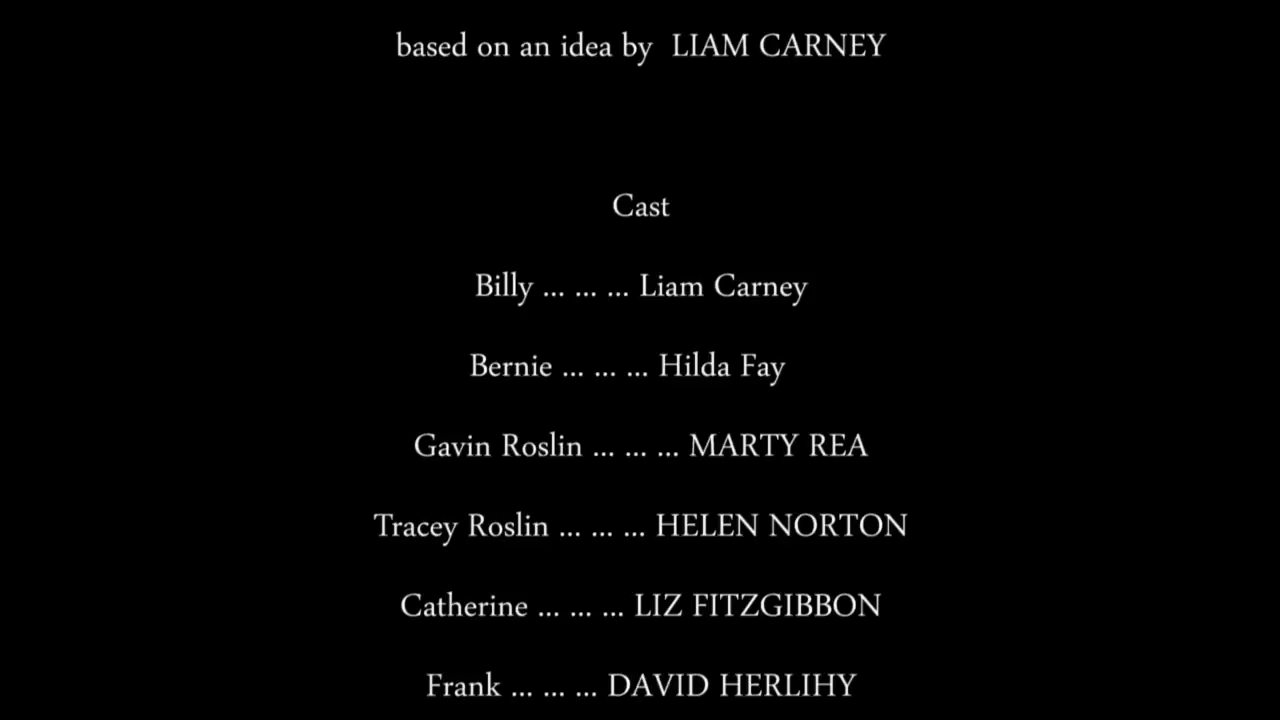 based on an idea by  LIAM CARNEY
Cast
Billy ... ... ... Liam Carney
Bernie ... ... ... Hilda Fay
Gavin Roslin ... ... ... MARTY REA
Tracey Roslin ... ... ... HELEN NORTON
Catherine ... ... ... LIZ FITZGIBBON
Frank ... ... ... DAVID HERLIHY